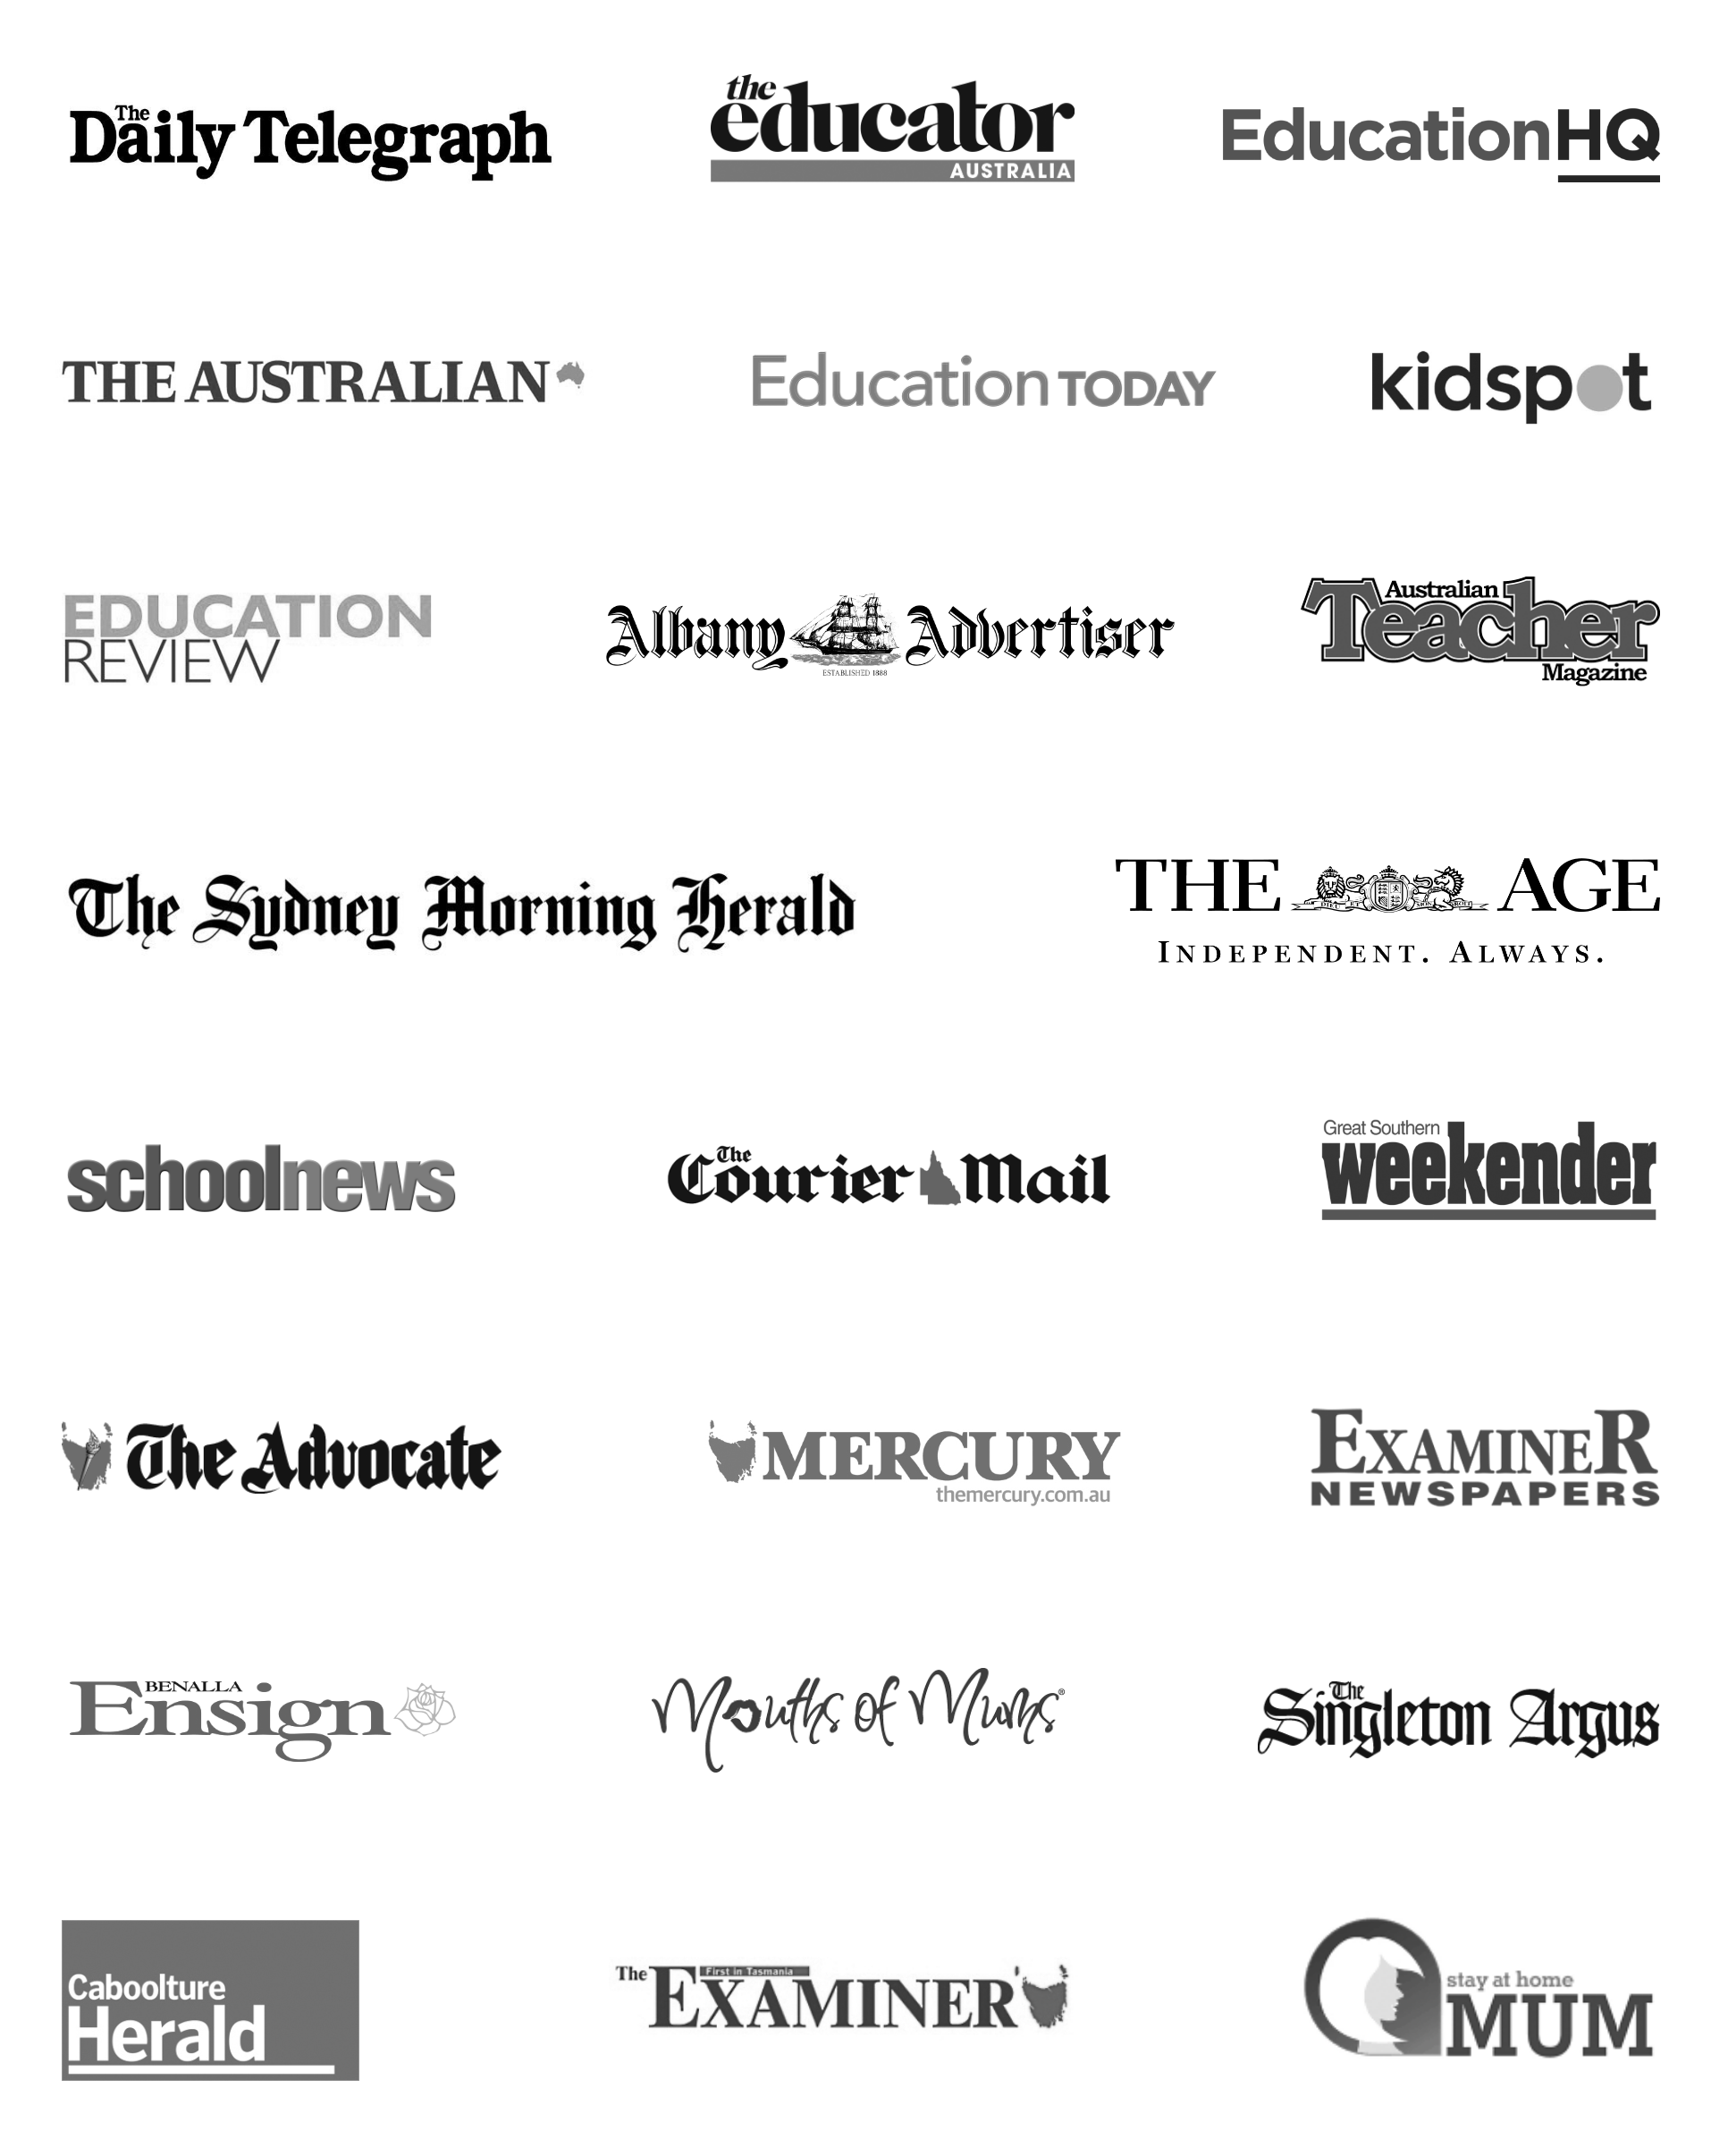 The
Daily Telegraph
the
educator
AUSTRALIA
EducationHQ
THE AUSTRALIAN
Education TODAY
kidspot
EDUCATION
REVIEW
Albany Advertiser
ESTABLISHED 1888
Australian
Teacher
Magazine
The Sydney Morning Herald
THE AGE
INDEPENDENT. ALWAYS.
schoolnews
The
Courier Mail
Great Southern
weekender
The Advocate
MERCURY
themercury.com.au
EXAMINER
NEWSPAPERS
BENALLA
Ensign
Mouths of Mums®
The
Singleton Argus
Caboolture
Herald
The
First in Tasmania
EXAMINER
stay at home
MUM